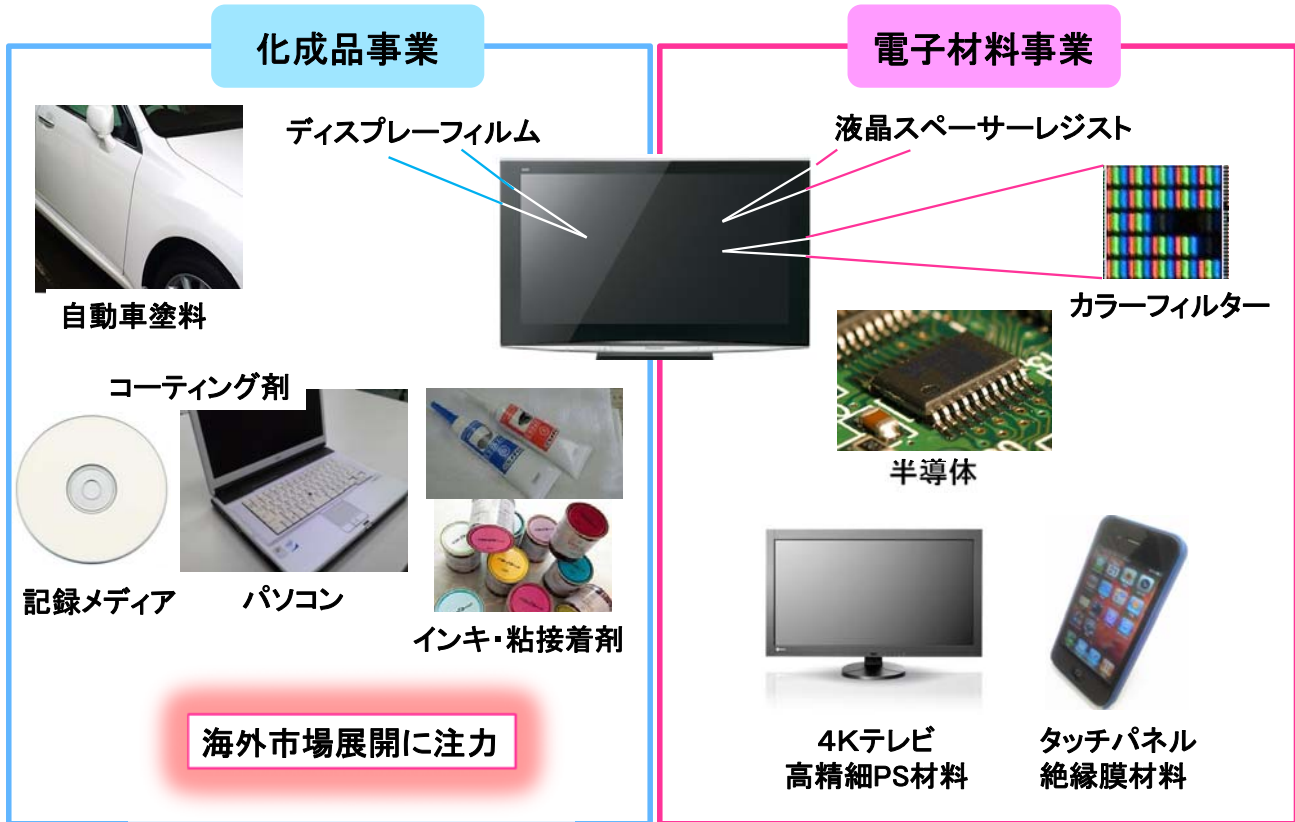 化成品事業
電子材料事業
ディスプレーフィルム
液晶スペーサーレジスト
自動車塗料
カラーフィルター
コーティング剤
半導体
記録メディア
パソコン
インキ・粘接着剤
海外市場展開に注力
4Kテレビ
高精細PS材料
タッチパネル
絶縁膜材料